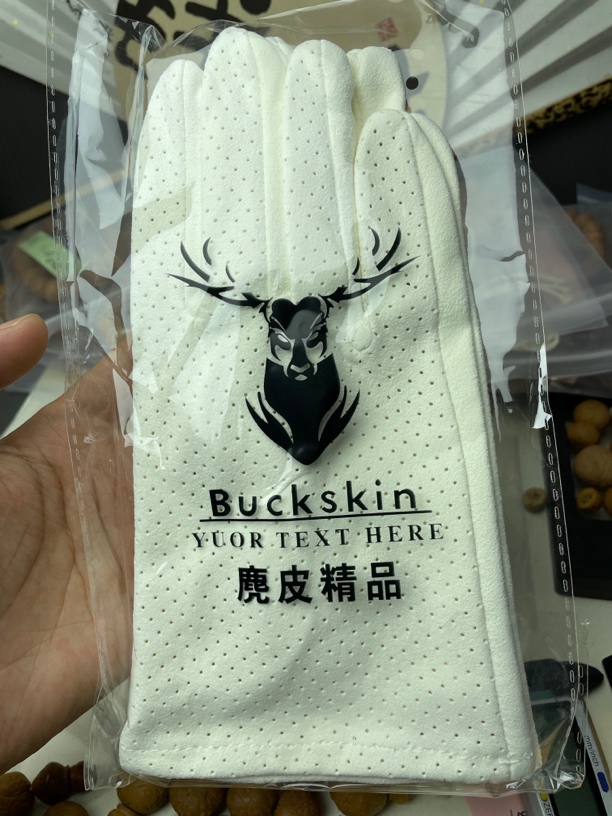 Buckskin
YUOR TEXT HERE
麂皮精品